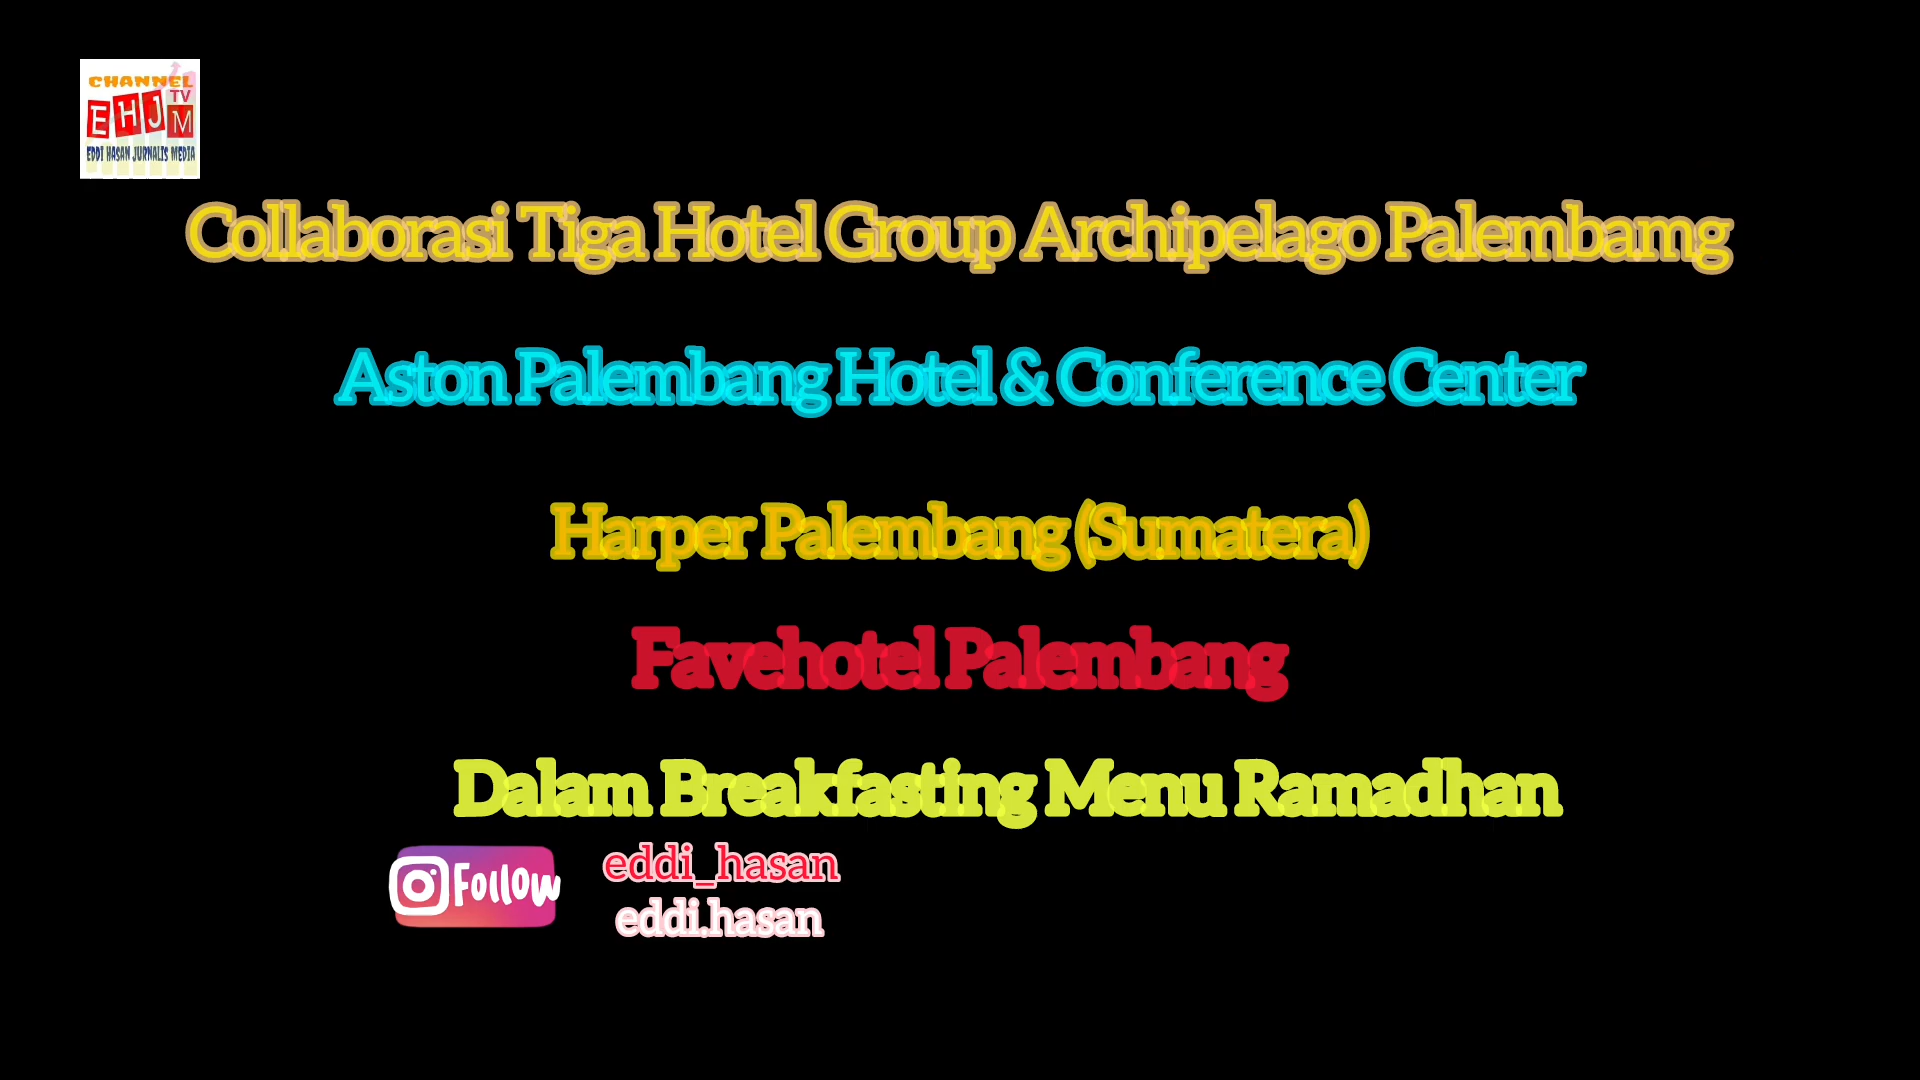 CHANNEL
TV
EHJM
EDDI HASAN JURNALIS MEDIA
Collaborasi Tiga Hotel Group Archipelago Palembamg
Aston Palembang Hotel & Conference Center
Harper Palembang (Sumatera)
Favehotel Palembang
Dalam Breakfasting Menu Ramadhan
Follow
eddi_hasan
eddi.hasan